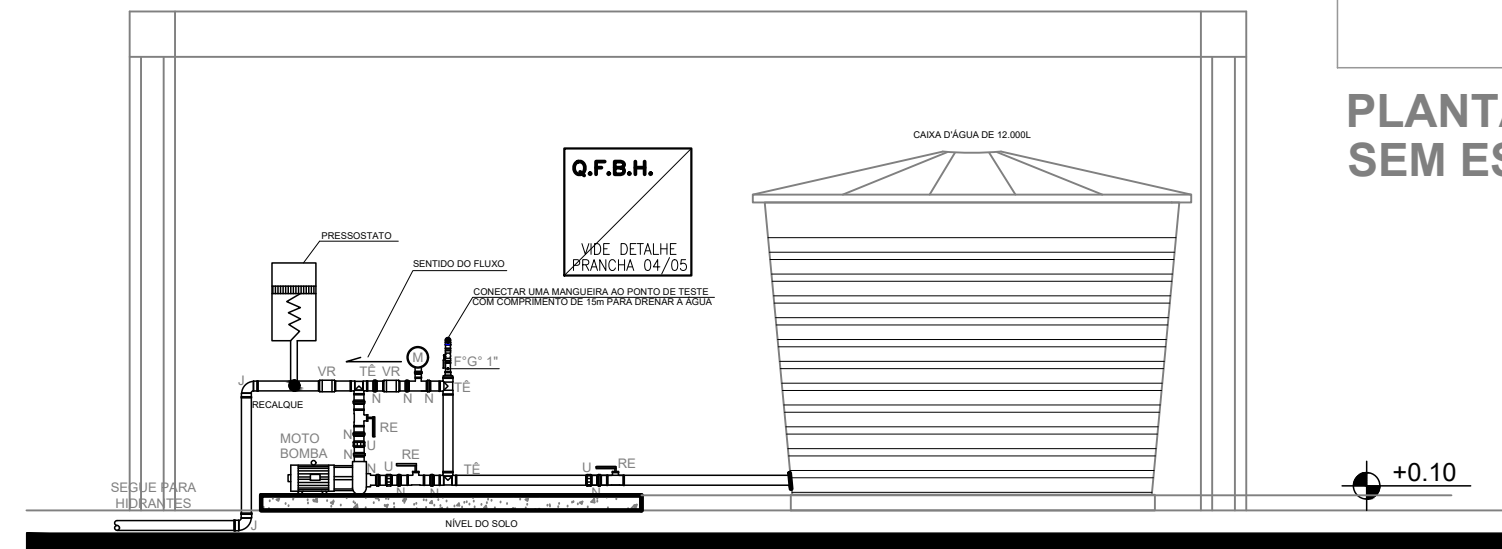 PLANTA
SEM ES
CAIXA D'ÁGUA DE 12.000L
Q.F.B.H.
VIDE DETALHE
PRANCHA 04/05
PRESSOSTATO
SENTIDO DO FLUXO
CONECTAR UMA MANGUEIRA AO PONTO DE TESTE
COM COMPRIMENTO DE 15m PARA DRENAR A ÁGUA
M
F°G° 1"
VR
TÊ
VR
J
TÊ
N
N
N
RECALQUE
RE
N
U
MOTO
BOMBA
N
N
U
RE
TÊ
U
RE
N
N
N
SEGUE PARA
HIDRANTES
J
NÍVEL DO SOLO
+0.10